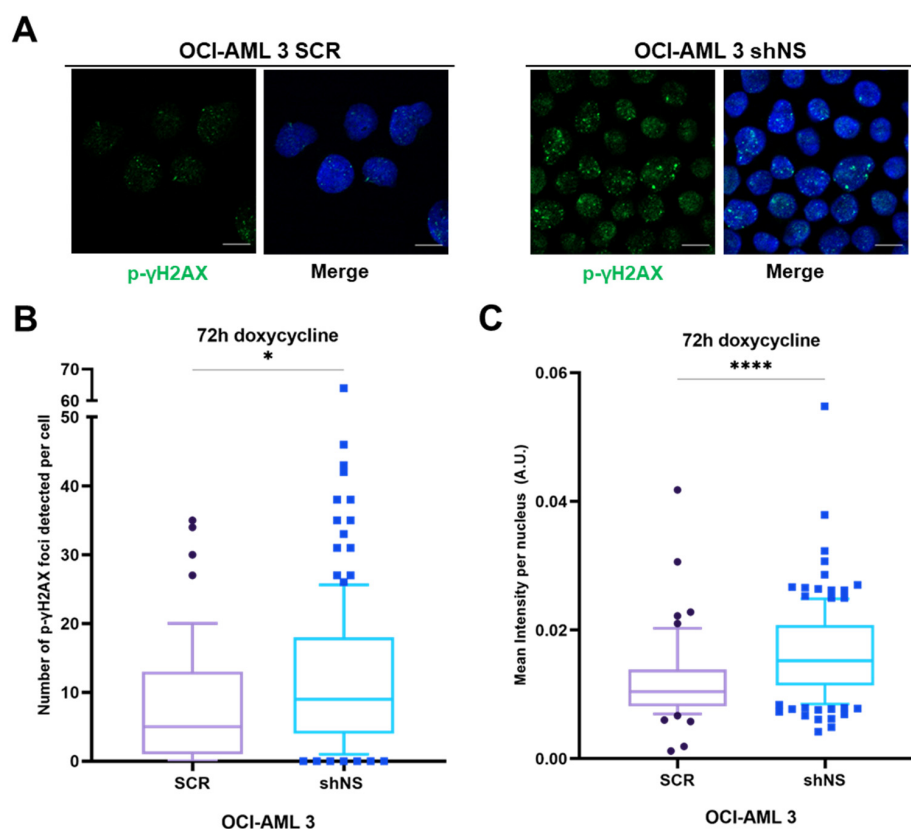 A
OCI-AML 3 SCR
OCI-AML 3 shNS
p-γH2AX
Merge
p-γH2AX
Merge
B
72h doxycycline
*
Number of p-γH2AX foci detected per cell
70
60
50
40
30
20
10
0
SCR
shNS
OCI-AML 3
C
72h doxycycline
****
Mean Intensity per nucleus (A.U.)
0.06
0.04
0.02
0.00
SCR
shNS
OCI-AML 3